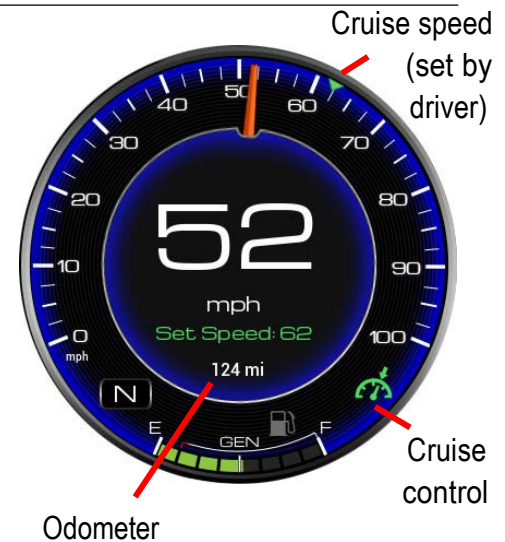 Cruise speed
(set by
driver)
50
40
60
30
70
20
80
52
10
90
mph
Set Speed: 62
0
100
mph
124 mi
N
E
F
GEN
Cruise
control
Odometer